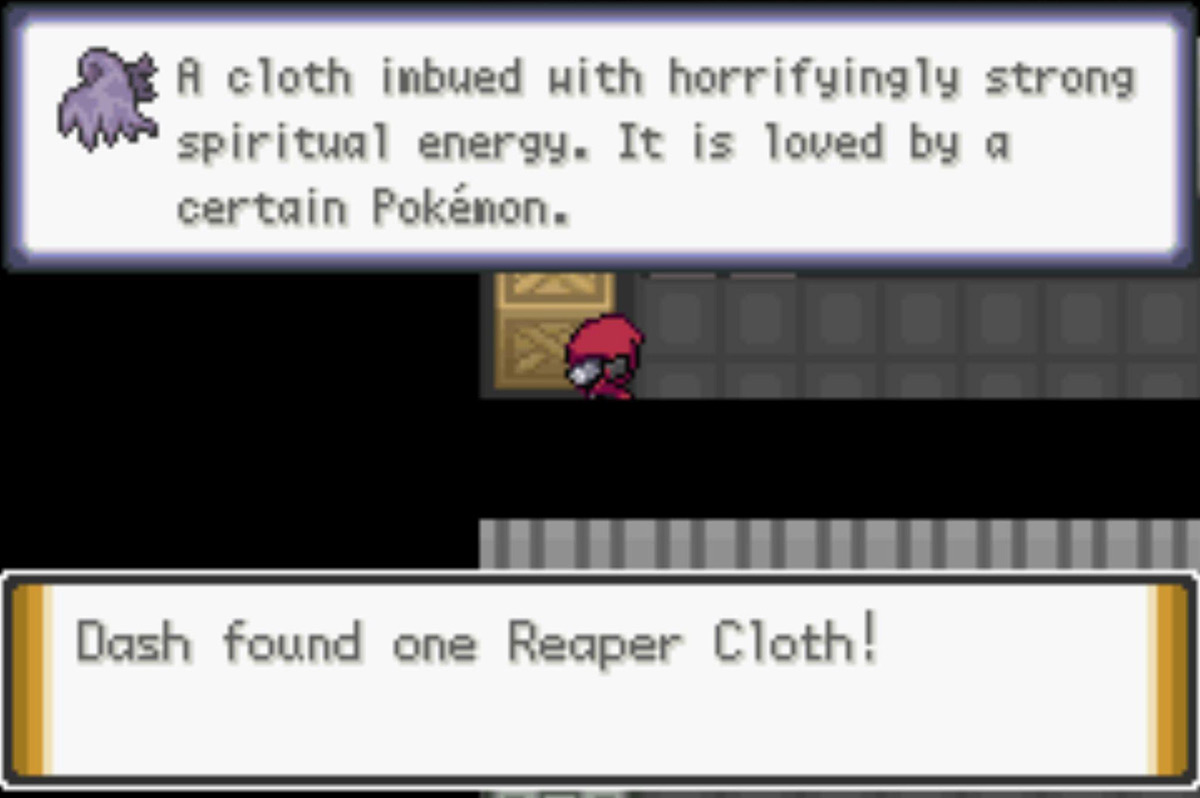 A cloth imbued with horrifyingly strong
spiritual energy. It is loved by a
certain Pokémon.
Dash found one Reaper Cloth!